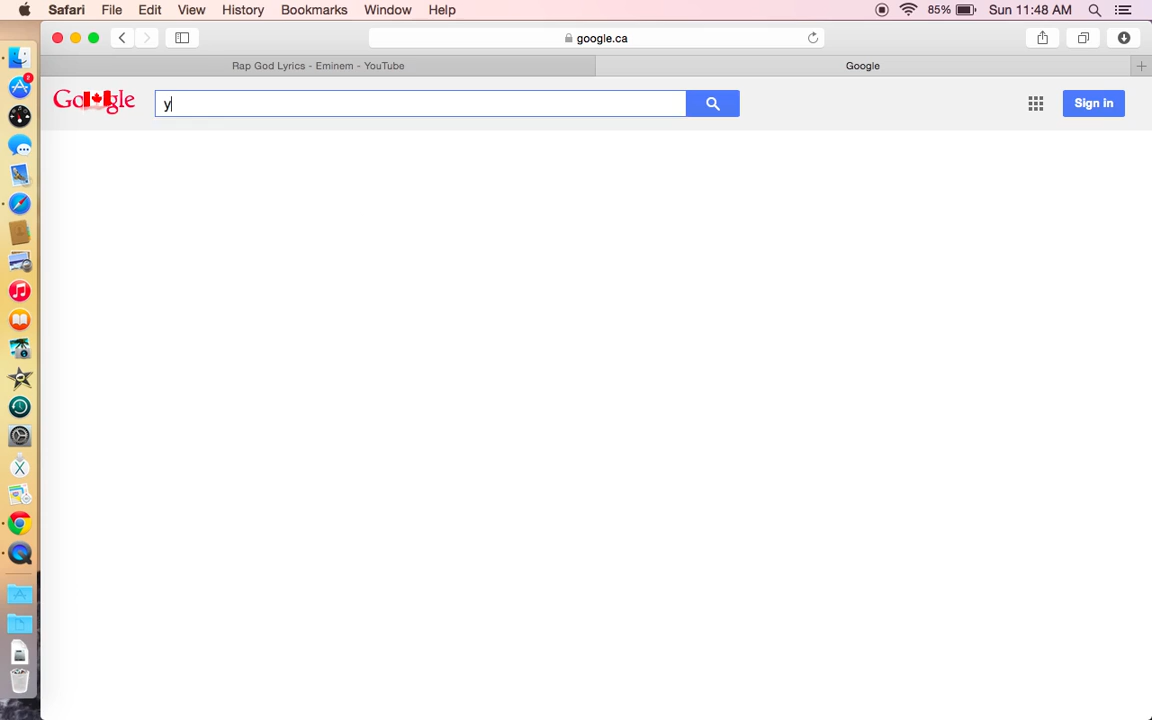 Safari File Edit View History Bookmarks Window Help 85% Sun 11:48 AM
google.ca
Rap God Lyrics - Eminem - YouTube Google
Google y Sign in